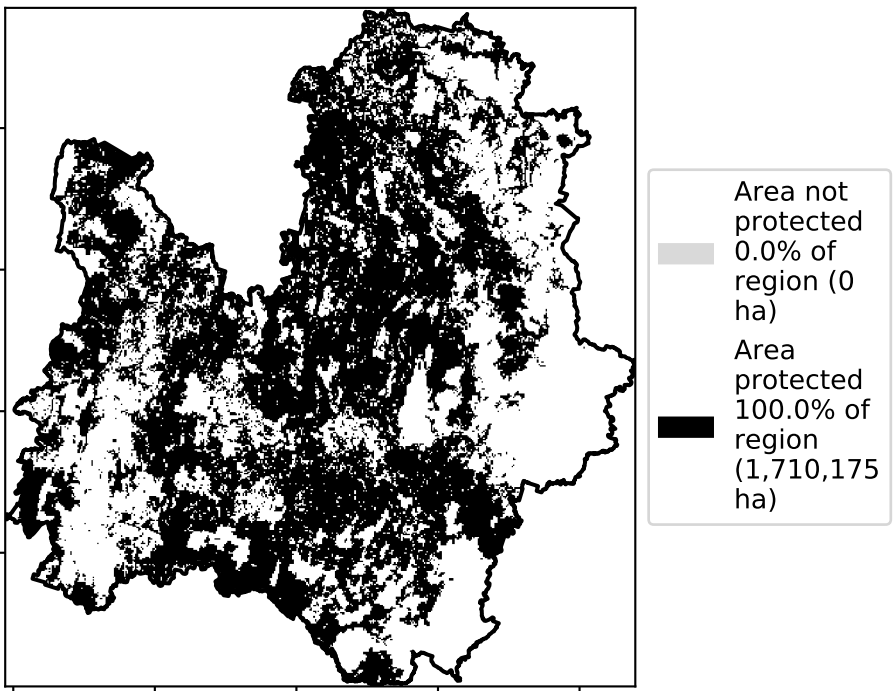 Area not
protected
0.0% of
region (0
ha)
Area
protected
100.0% of
region
(1,710,175
ha)